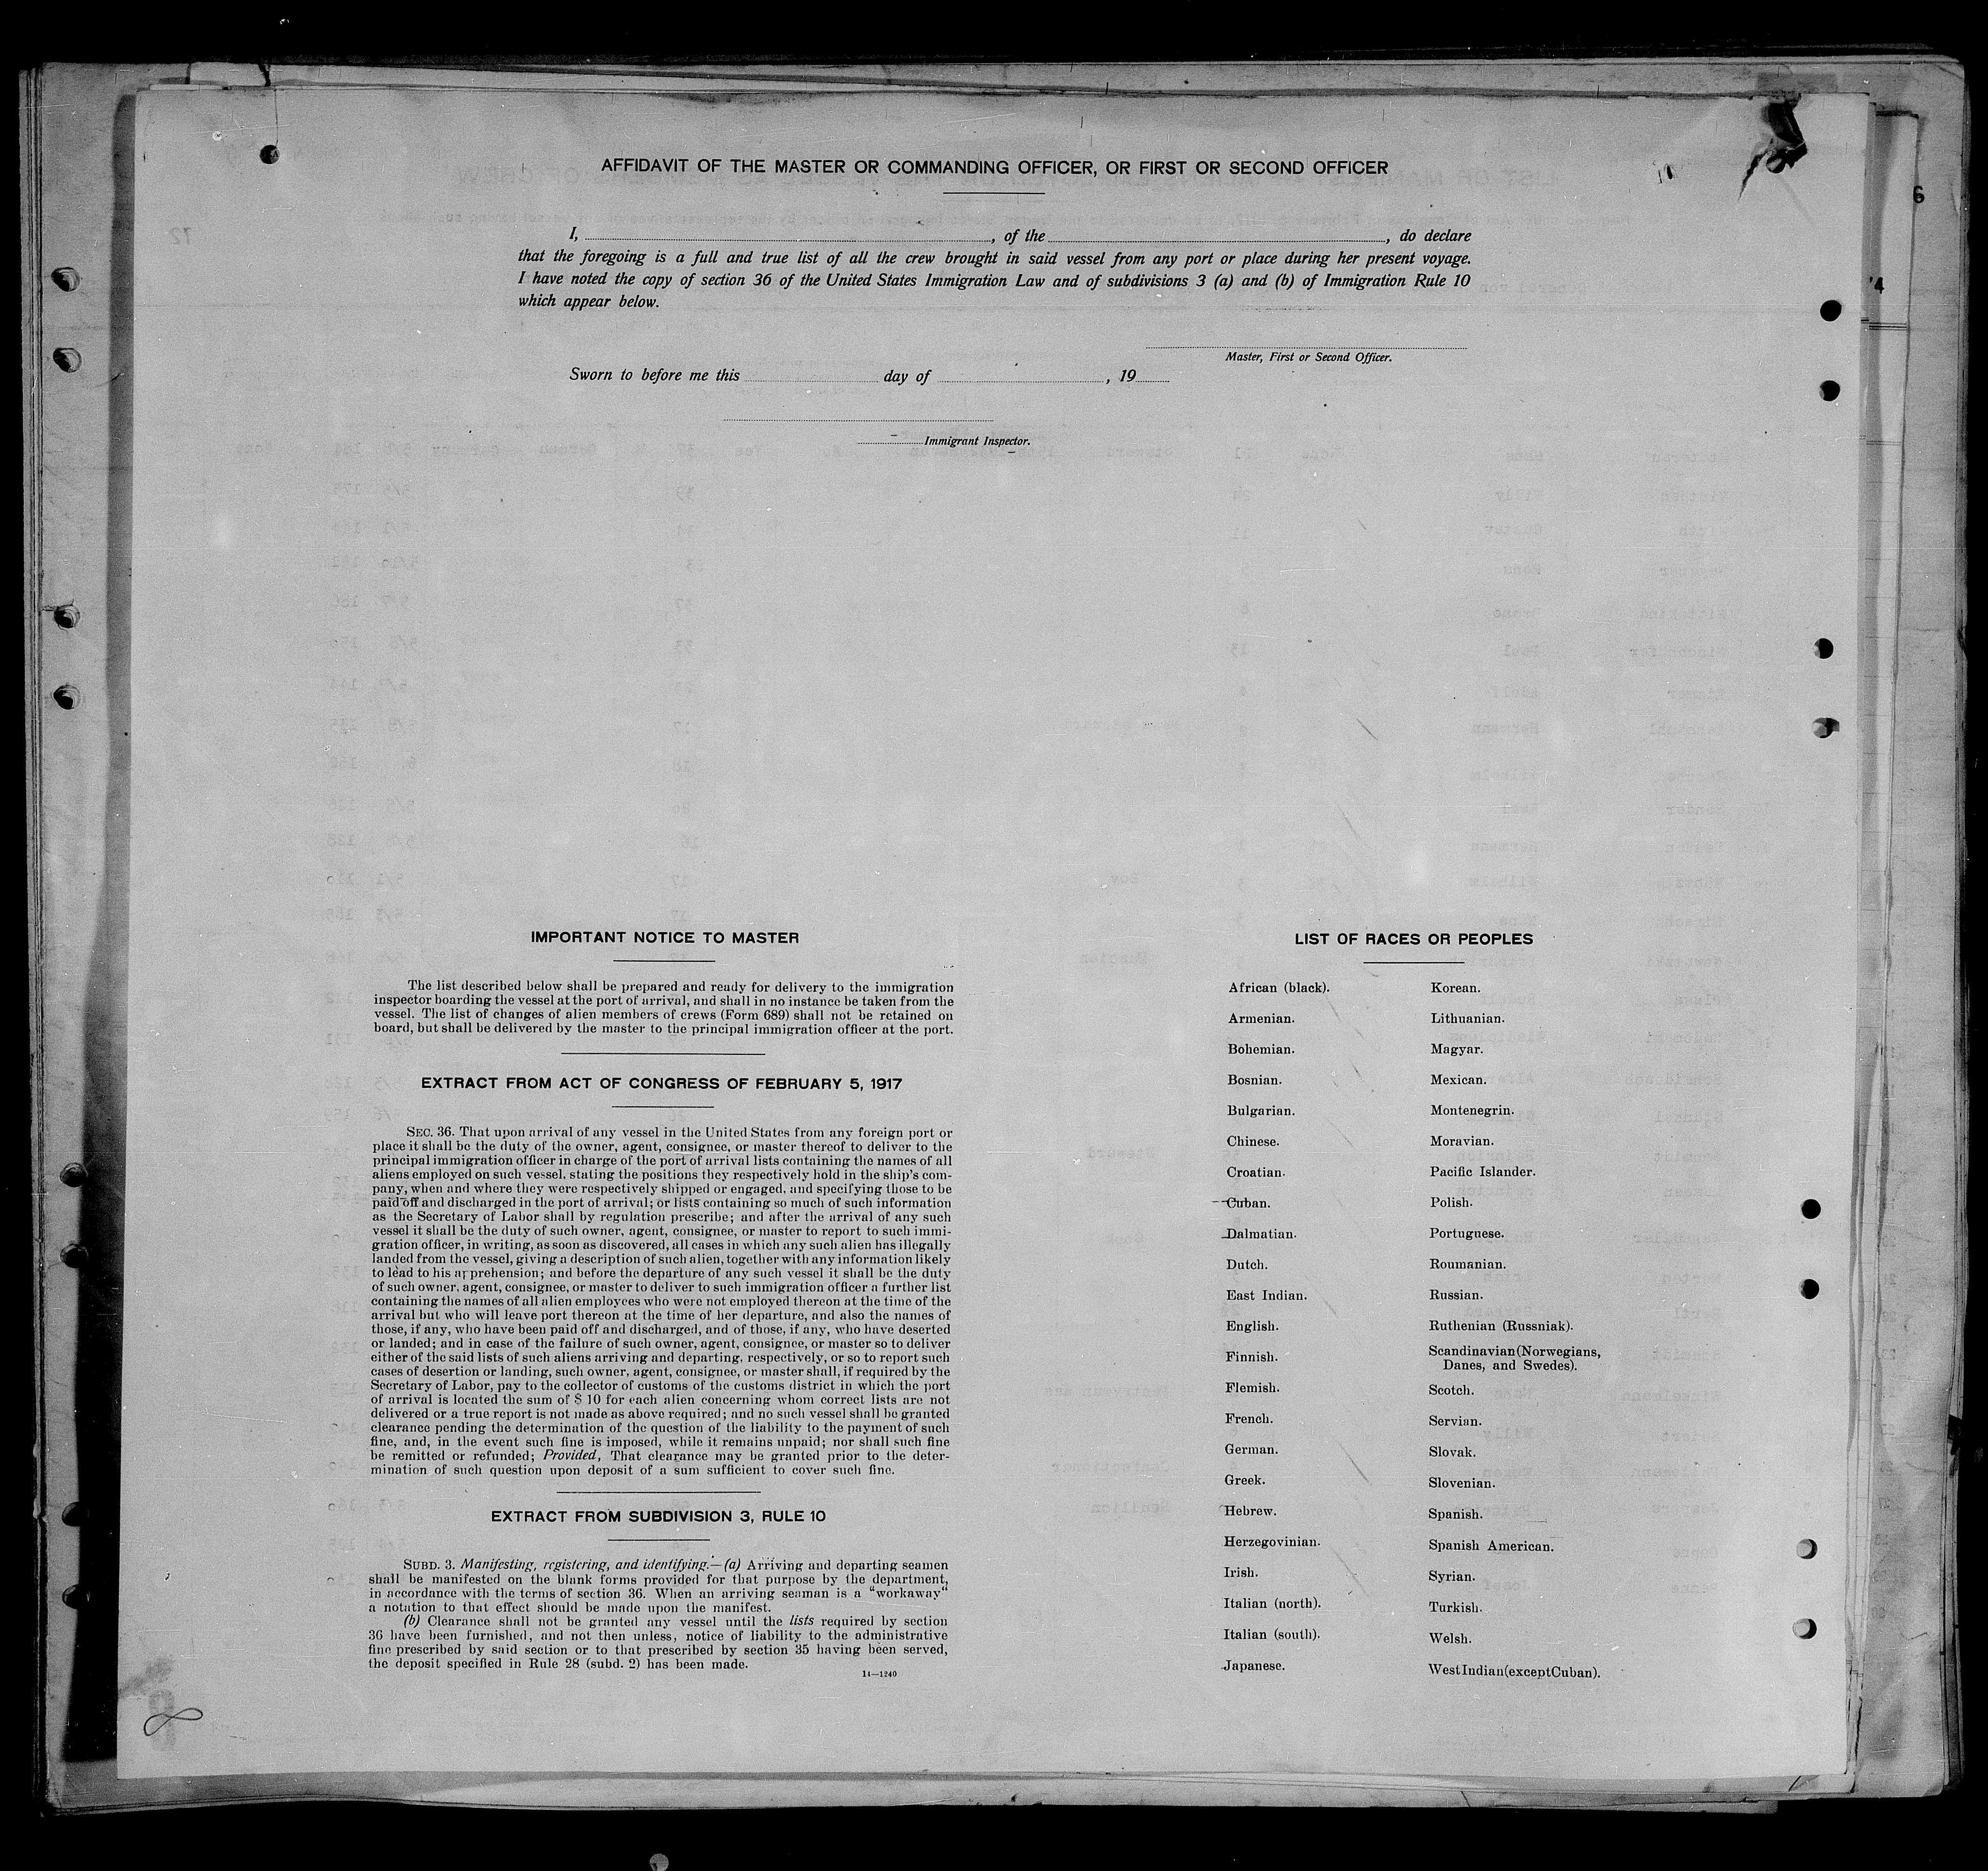 AFFIDAVIT OF THE MASTER OR COMMANDING OFFICER, OR FIRST OR SECOND OFFICER
I, , of the , do declare
that the foregoing is a full and true list of all the crew brought in said vessel from any port or place during her present voyage.
I have noted the copy of section 36 of the United States Immigration Law and of subdivisions 3 (a) and (b) of Immigration Rule 10
which appear below.
Master, First or Second Officer.
Sworn to before me this day of , 19
Immigrant Inspector.
IMPORTANT NOTICE TO MASTER
The list described below shall be prepared and ready for delivery to the immigration
inspector boarding the vessel at the port of arrival, and shall in no instance be taken from the
vessel. The list of changes of alien members of crews (Form 689) shall not be retained on
board, but shall be delivered by the master to the principal immigration officer at the port.
EXTRACT FROM ACT OF CONGRESS OF FEBRUARY 5, 1917
SEC. 36. That upon arrival of any vessel in the United States from any foreign port or
place it shall be the duty of the owner, agent, consignee, or master thereof to deliver to the
principal immigration officer in charge of the port of arrival lists containing the names of all
aliens employed on such vessel, stating the positions they respectively hold in the ship's com-
pany, when and where they were respectively shipped or engaged, and specifying those to be
paid off and discharged in the port of arrival; or lists containing so much of such information
as the Secretary of Labor shall by regulation prescribe; and after the arrival of any such
vessel it shall be the duty of such owner, agent, consignee, or master to report to such immi-
gration officer, in writing, as soon as discovered, all cases in which any such alien has illegally
landed from the vessel, giving a description of such alien, together with any information likely
to lead to his apprehension; and before the departure of any such vessel it shall be the duty
of such owner, agent, consignee, or master to deliver to such immigration officer a further list
containing the names of all alien employees who were not employed thereon at the time of the
arrival but who will leave port thereon at the time of her departure, and also the names of
those, if any, who have been paid off and discharged, and of those, if any, who have deserted
or landed; and in case of the failure of such owner, agent, consignee, or master so to deliver
either of the said lists of such aliens arriving and departing, respectively, or so to report such
cases of desertion or landing, such owner, agent, consignee, or master shall, if required by the
Secretary of Labor, pay to the collector of customs of the customs district in which the port
of arrival is located the sum of $ 10 for each alien concerning whom correct lists are not
delivered or a true report is not made as above required; and no such vessel shall be granted
clearance pending the determination of the question of the liability to the payment of such
fine, and, in the event such fine is imposed, while it remains unpaid; nor shall such fine
be remitted or refunded; Provided, That clearance may be granted prior to the deter-
mination of such question upon deposit of a sum sufficient to cover such fine.
EXTRACT FROM SUBDIVISION 3, RULE 10
SUBD. 3. Manifesting, registering, and identifying.—(a) Arriving and departing seamen
shall be manifested on the blank forms provided for that purpose by the department,
in accordance with the terms of section 36. When an arriving seaman is a "workaway"
a notation to that effect should be made upon the manifest.
(b) Clearance shall not be granted any vessel until the lists required by section
36 have been furnished, and not then unless, notice of liability to the administrative
fine prescribed by said section or to that prescribed by section 35 having been served,
the deposit specified in Rule 28 (subd. 2) has been made.
14—1240
LIST OF RACES OR PEOPLES
African (black).
Armenian.
Bohemian.
Bosnian.
Bulgarian.
Chinese.
Croatian.
Cuban.
Dalmatian.
Dutch.
East Indian.
English.
Finnish.
Flemish.
French.
German.
Greek.
Hebrew.
Herzegovinian.
Irish.
Italian (north).
Italian (south).
Japanese.
Korean.
Lithuanian.
Magyar.
Mexican.
Montenegrin.
Moravian.
Pacific Islander.
Polish.
Portuguese.
Roumanian.
Russian.
Ruthenian (Russniak).
Scandinavian (Norwegians,
Danes, and Swedes).
Scotch.
Servian.
Slovak.
Slovenian.
Spanish.
Spanish American.
Syrian.
Turkish.
Welsh.
West Indian (except Cuban).
6
4
8